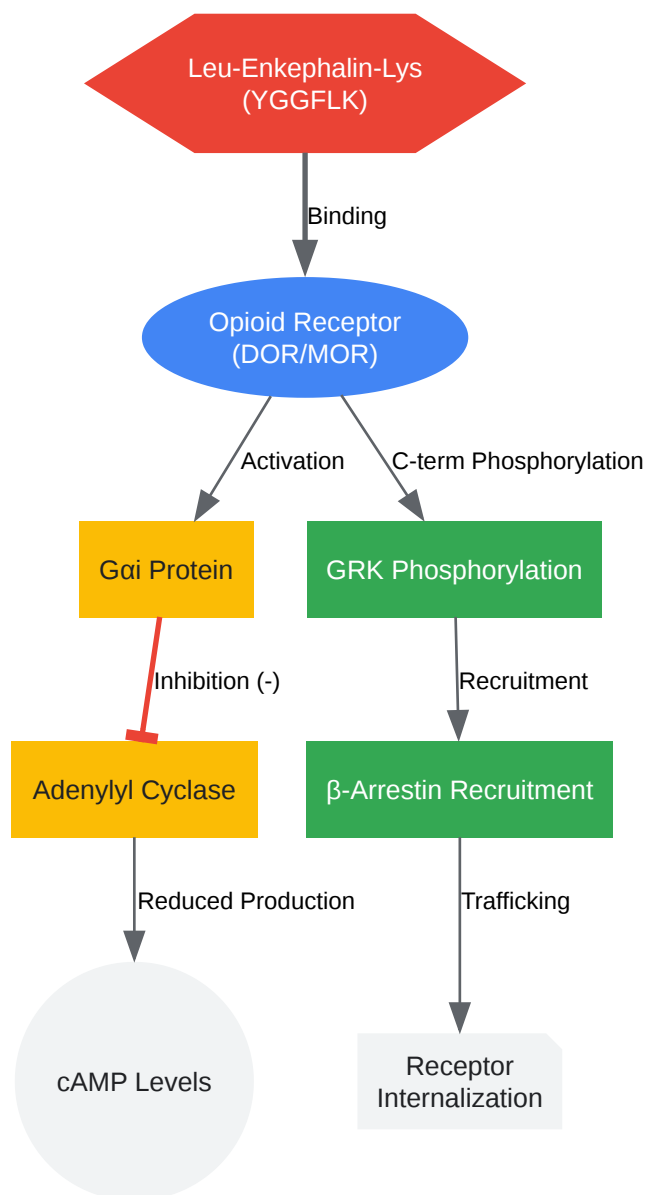 Leu-Enkephalin-Lys
(YGGFLK)
Binding
Opioid Receptor
(DOR/MOR)
Activation
C-term Phosphorylation
Gαi Protein
GRK Phosphorylation
Inhibition (-)
Recruitment
Adenylyl Cyclase
β-Arrestin Recruitment
Reduced Production
Trafficking
cAMP Levels
Receptor
Internalization